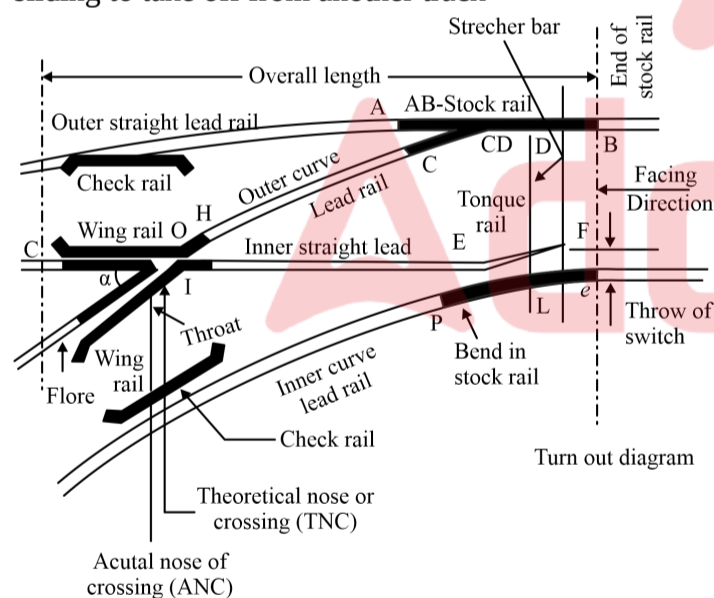 Strecher bar
End of
stock rail
Overall length
A
AB-Stock rail
Outer straight lead rail
CD
D
B
C
Check rail
Outer curve
Lead rail
Facing
Direction
Tonque
rail
H
Wing rail O
C
Inner straight lead
E
F
α
I
e
L
P
Throat
Throw of
switch
Wing
rail
Flore
Bend in
stock rail
Inner curve
lead rail
Check rail
Turn out diagram
Theoretical nose or
crossing (TNC)
Acutal nose of
crossing (ANC)